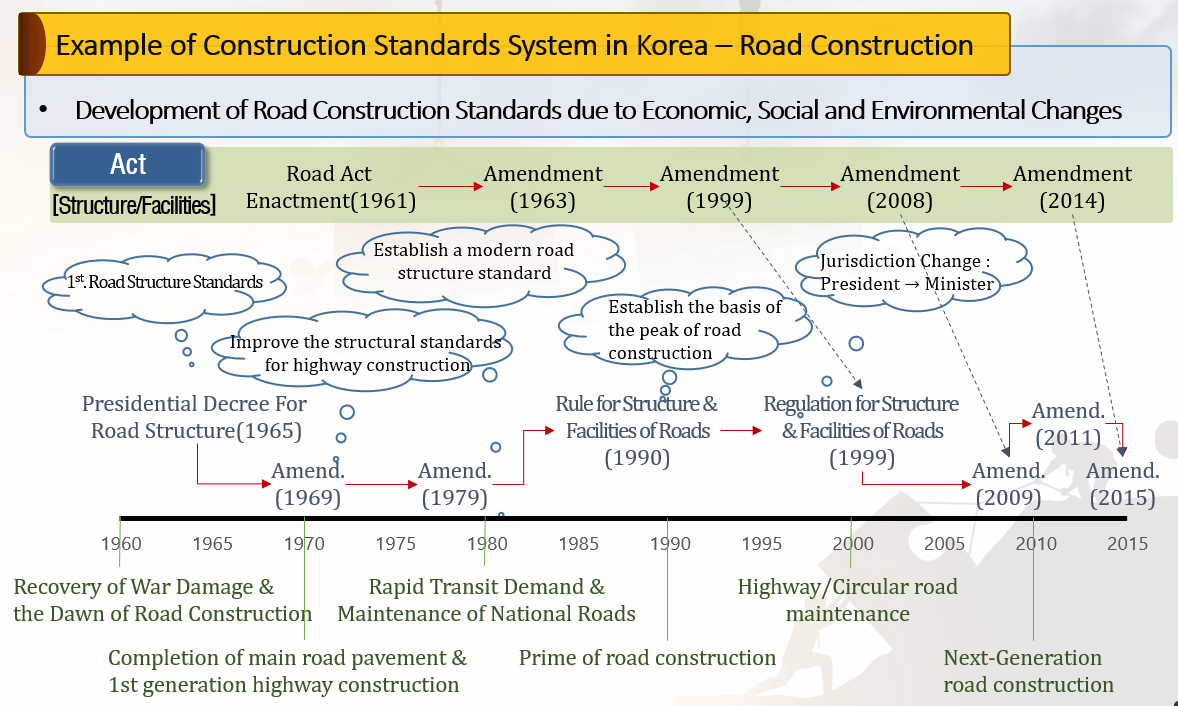 Example of Construction Standards System in Korea – Road Construction
• Development of Road Construction Standards due to Economic, Social and Environmental Changes
Act
[Structure/Facilities]
Road Act
Enactment(1961)
Amendment
(1963)
Amendment
(1999)
Amendment
(2008)
Amendment
(2014)
1st. Road Structure Standards
Establish a modern road
structure standard
Improve the structural standards
for highway construction
Establish the basis of
the peak of road
construction
Jurisdiction Change :
President → Minister
Presidential Decree For
Road Structure(1965)
Amend.
(1969)
Amend.
(1979)
Rule for Structure &
Facilities of Roads
(1990)
Regulation for Structure
& Facilities of Roads
(1999)
Amend.
(2009)
Amend.
(2011)
Amend.
(2015)
1960 1965 1970 1975 1980 1985 1990 1995 2000 2005 2010 2015
Recovery of War Damage &
the Dawn of Road Construction
Completion of main road pavement &
1st generation highway construction
Rapid Transit Demand &
Maintenance of National Roads
Prime of road construction
Highway/Circular road
maintenance
Next-Generation
road construction